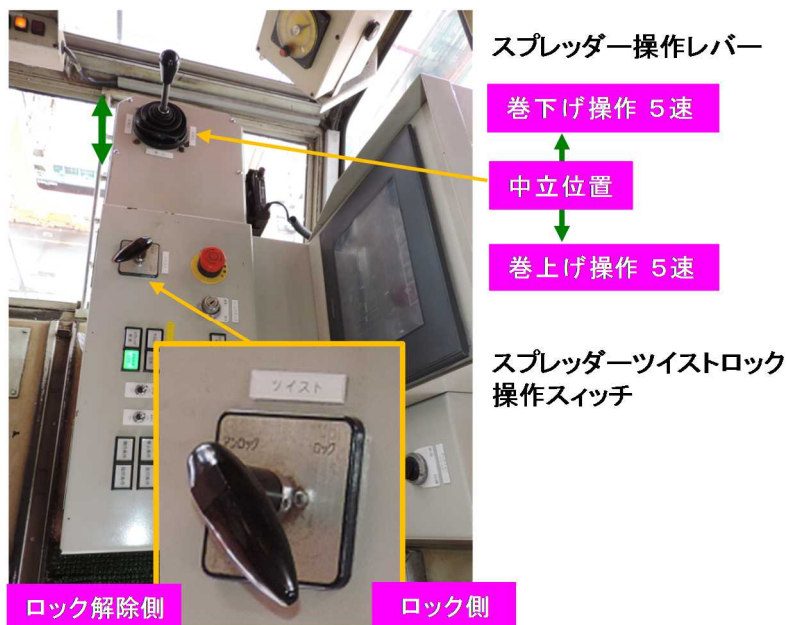 スプレッダー操作レバー
巻下げ操作 5速
中立位置
巻上げ操作 5速
スプレッダーツイストロック
操作スィッチ
ツイスト
アンロック ロック
ロック解除側
ロック側